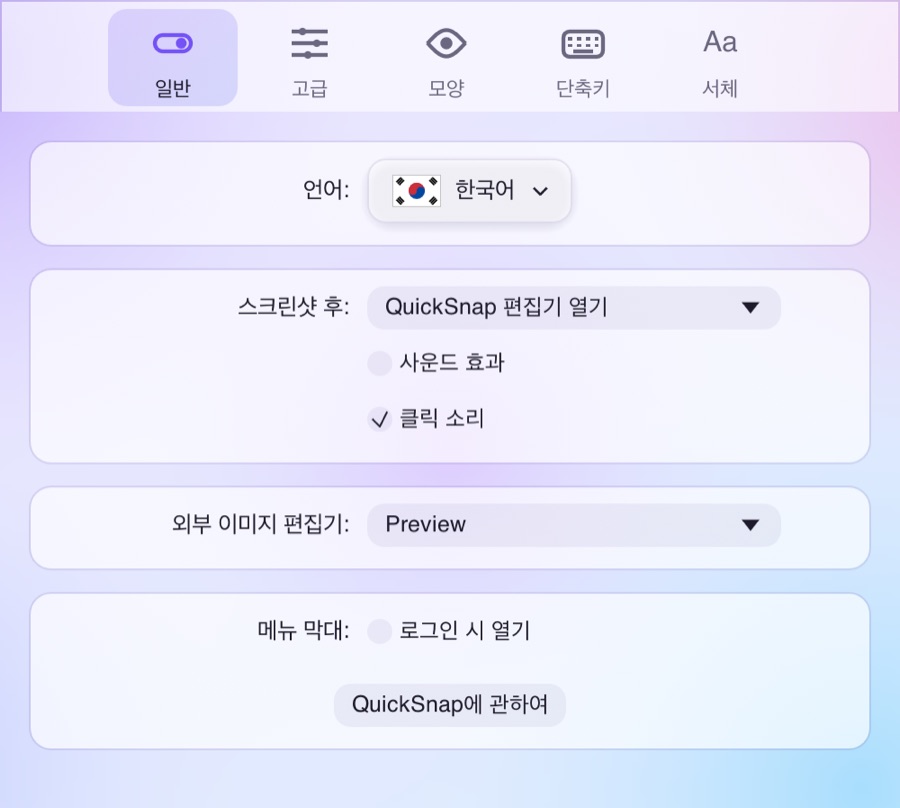 일반 고급 모양 단축키 Aa 서체
언어: 한국어
스크린샷 후: QuickSnap 편집기 열기
사운드 효과
클릭 소리
외부 이미지 편집기: Preview
메뉴 막대: 로그인 시 열기
QuickSnap에 관하여